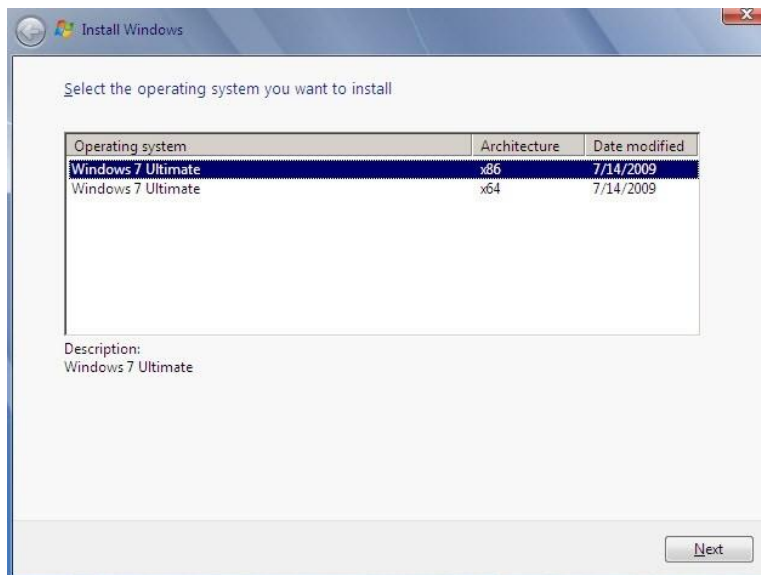 Install Windows
Select the operating system you want to install
Operating system Architecture Date modified
Windows 7 Ultimate x86 7/14/2009
Windows 7 Ultimate x64 7/14/2009
Description:
Windows 7 Ultimate
Next